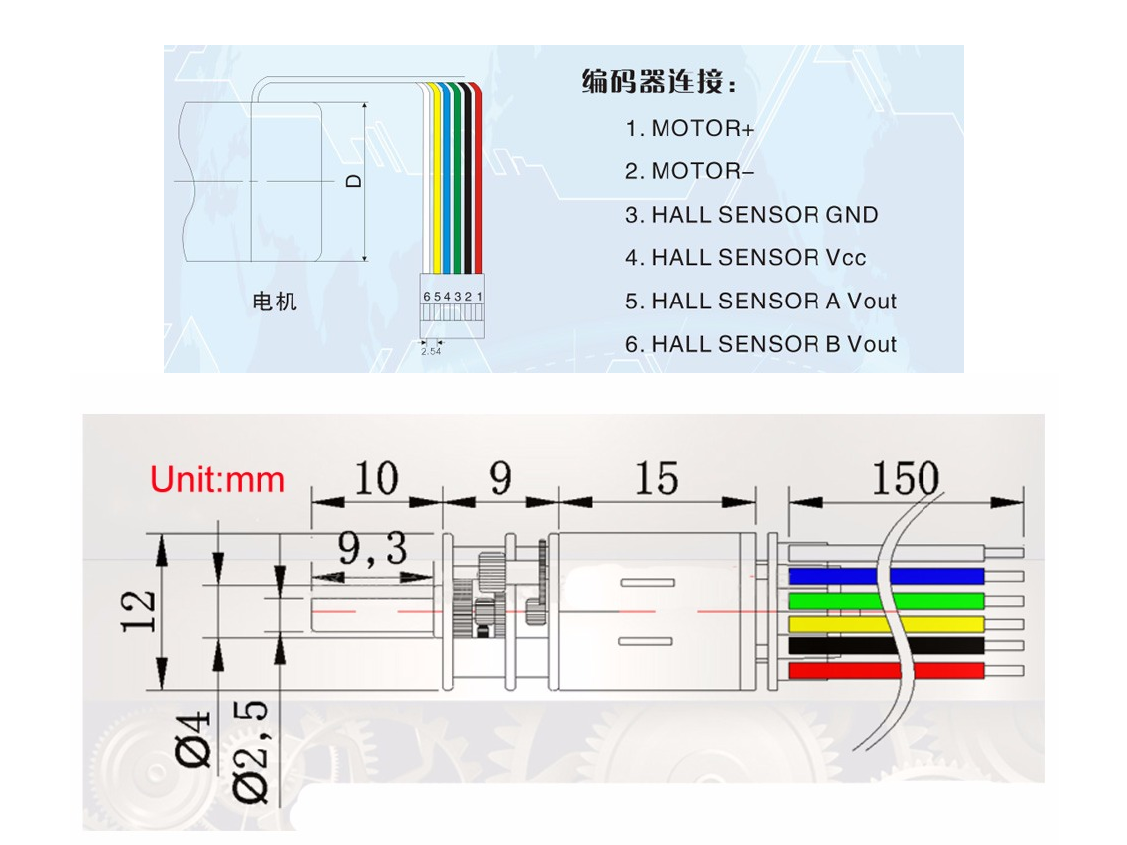 编码器连接:
1. MOTOR+
2. MOTOR−
3. HALL SENSOR GND
4. HALL SENSOR Vcc
5. HALL SENSOR A Vout
6. HALL SENSOR B Vout
D
电机
6 5 4 3 2 1
2.54
Unit:mm
10
9
15
150
9,3
12
Ø4
Ø2,5